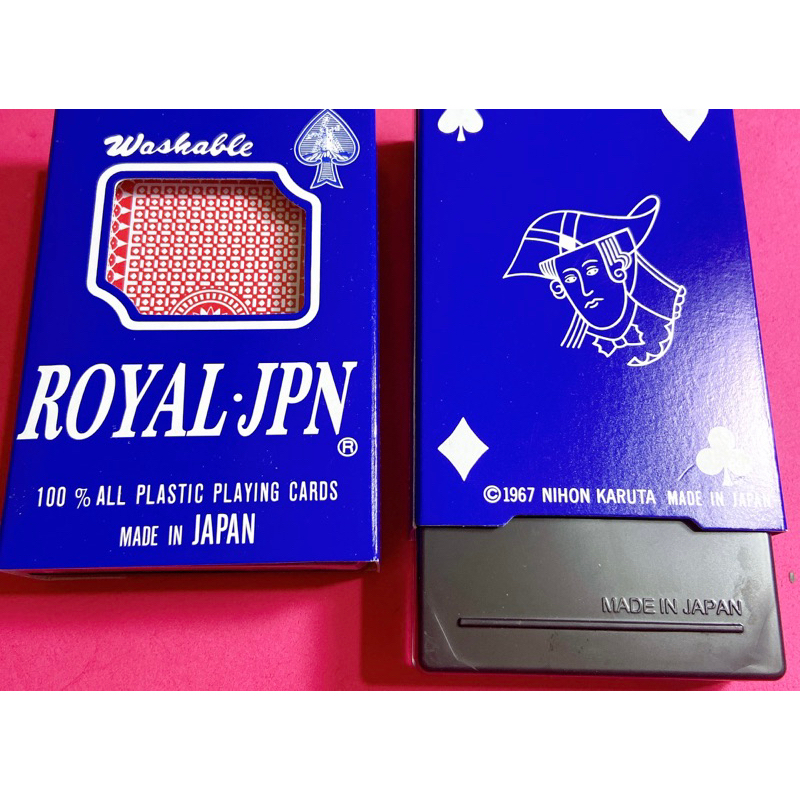 Washable
ROYAL·JPN
®
100 % ALL PLASTIC PLAYING CARDS
MADE IN JAPAN
©1967 NIHON KARUTA MADE IN JAPAN
MADE IN JAPAN